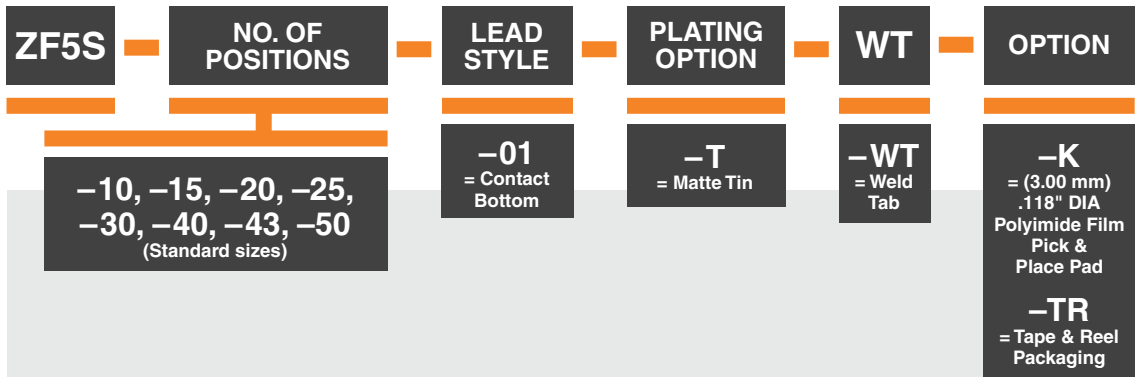 ZF5S
NO. OF
POSITIONS
LEAD
STYLE
PLATING
OPTION
WT
OPTION
–10, –15, –20, –25,
–30, –40, –43, –50
(Standard sizes)
–01
= Contact
Bottom
–T
= Matte Tin
–WT
= Weld
Tab
–K
= (3.00 mm)
.118" DIA
Polyimide Film
Pick &
Place Pad
–TR
= Tape & Reel
Packaging